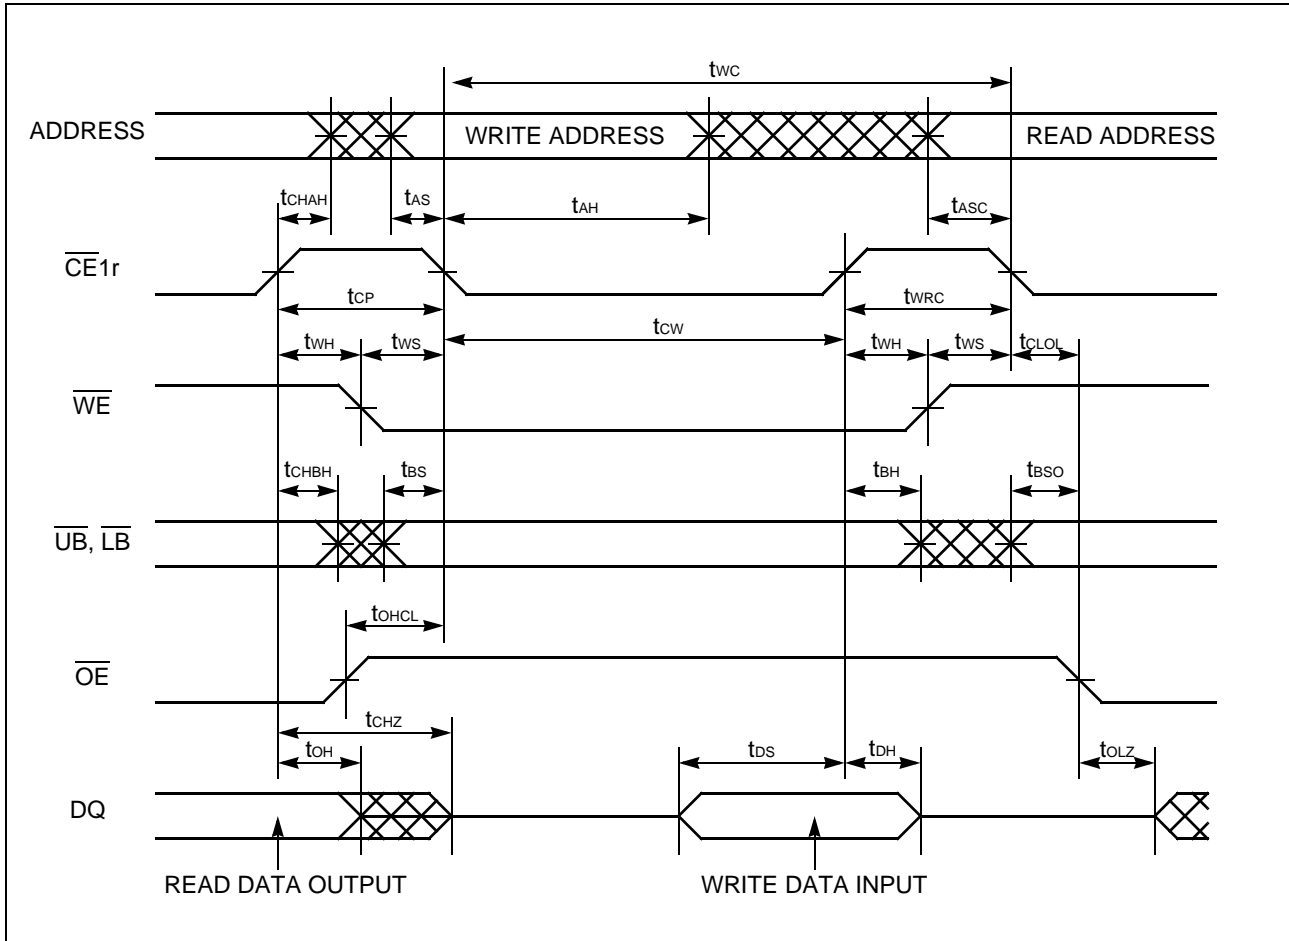 tWC
ADDRESS
WRITE ADDRESS
READ ADDRESS
tCHAH
tAS
tAH
tASC
CE1r
tCP
tWRC
tCW
tWH
tWS
tWH
tWS
tCLOL
WE
tCHBH
tBS
tBH
tBSO
UB, LB
tOHCL
OE
tCHZ
tOH
tDS
tDH
tOLZ
DQ
READ DATA OUTPUT
WRITE DATA INPUT